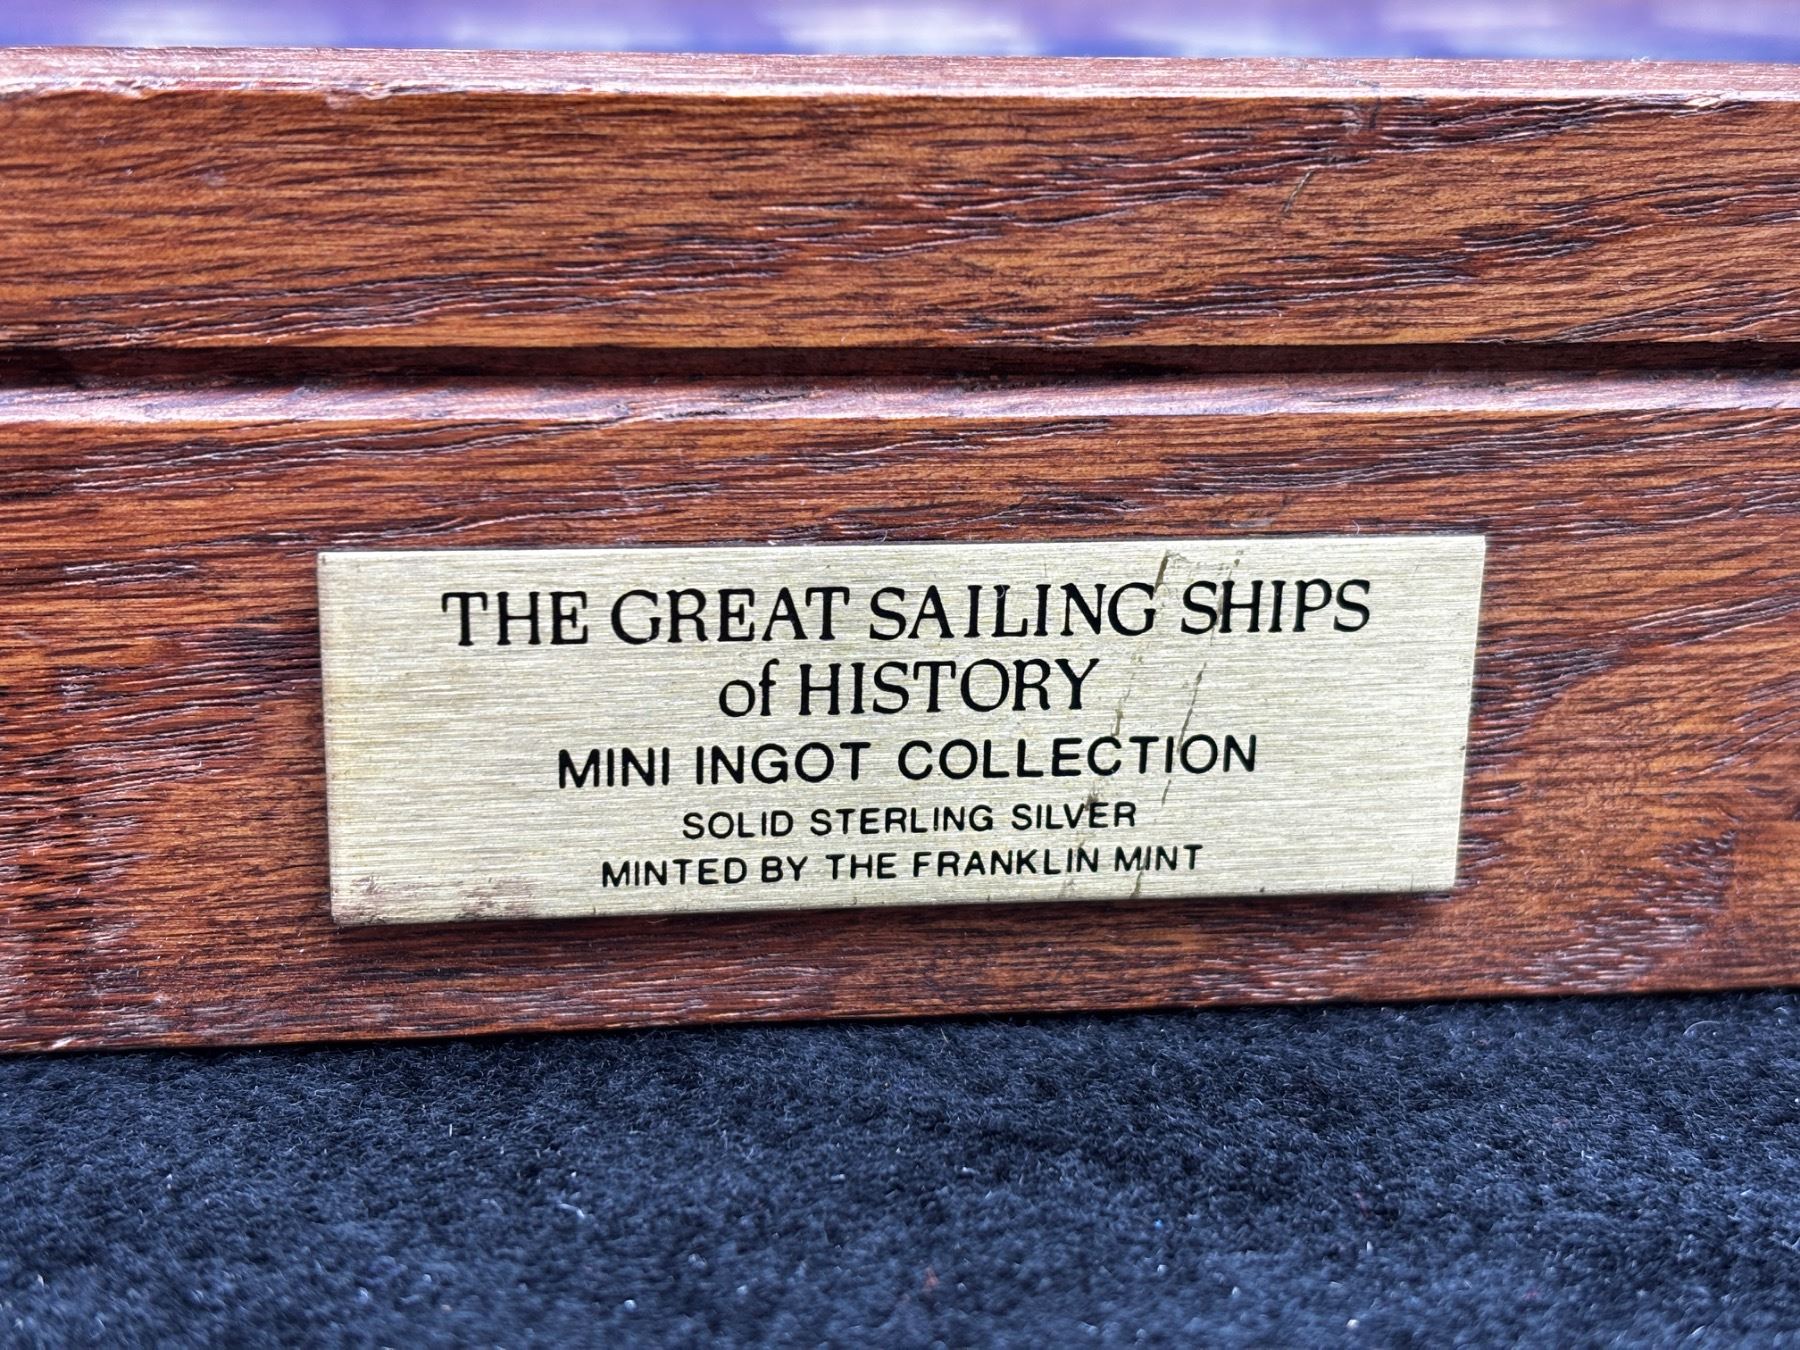 THE GREAT SAILING SHIPS
of HISTORY
MINI INGOT COLLECTION
SOLID STERLING SILVER
MINTED BY THE FRANKLIN MINT